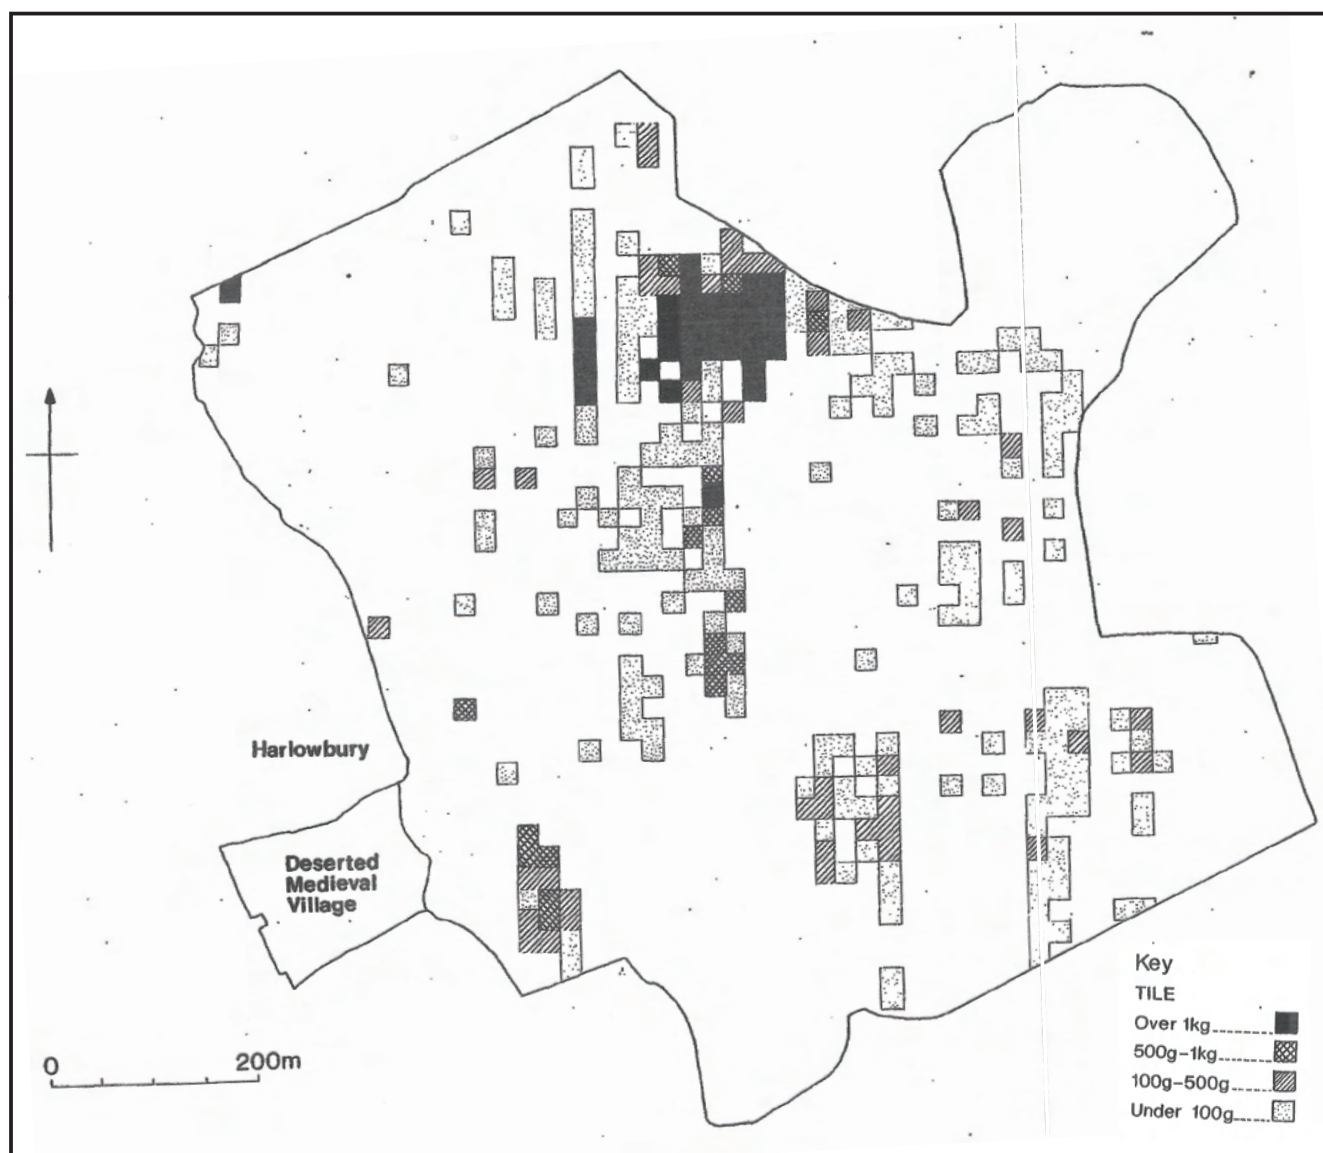 Harlowbury
Deserted
Medieval
Village
0 200m
Key
TILE
Over 1kg
500g-1kg
100g-500g
Under 100g